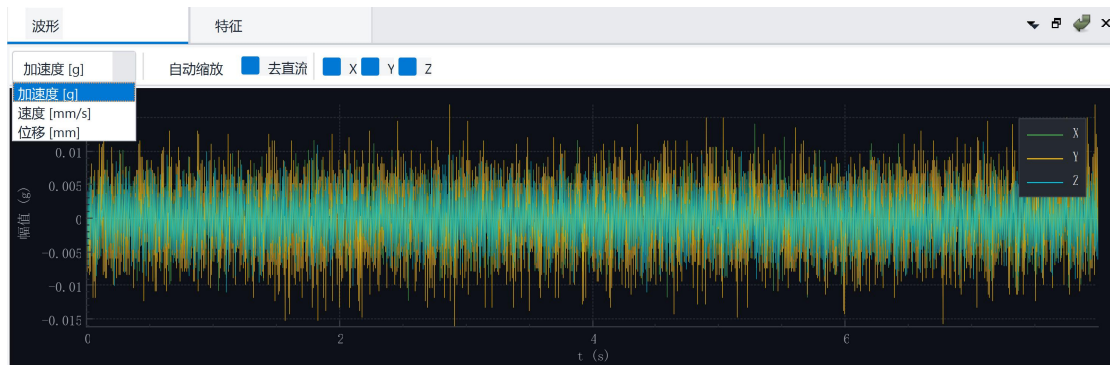 波形 特征
加速度 [g] 自动缩放 去直流 X Y Z
加速度 [g]
速度 [mm/s]
位移 [mm]
X
Y
Z
0.01
0.005
0
-0.005
-0.01
-0.015
幅值 (g)
0 2 4 6
t (s)